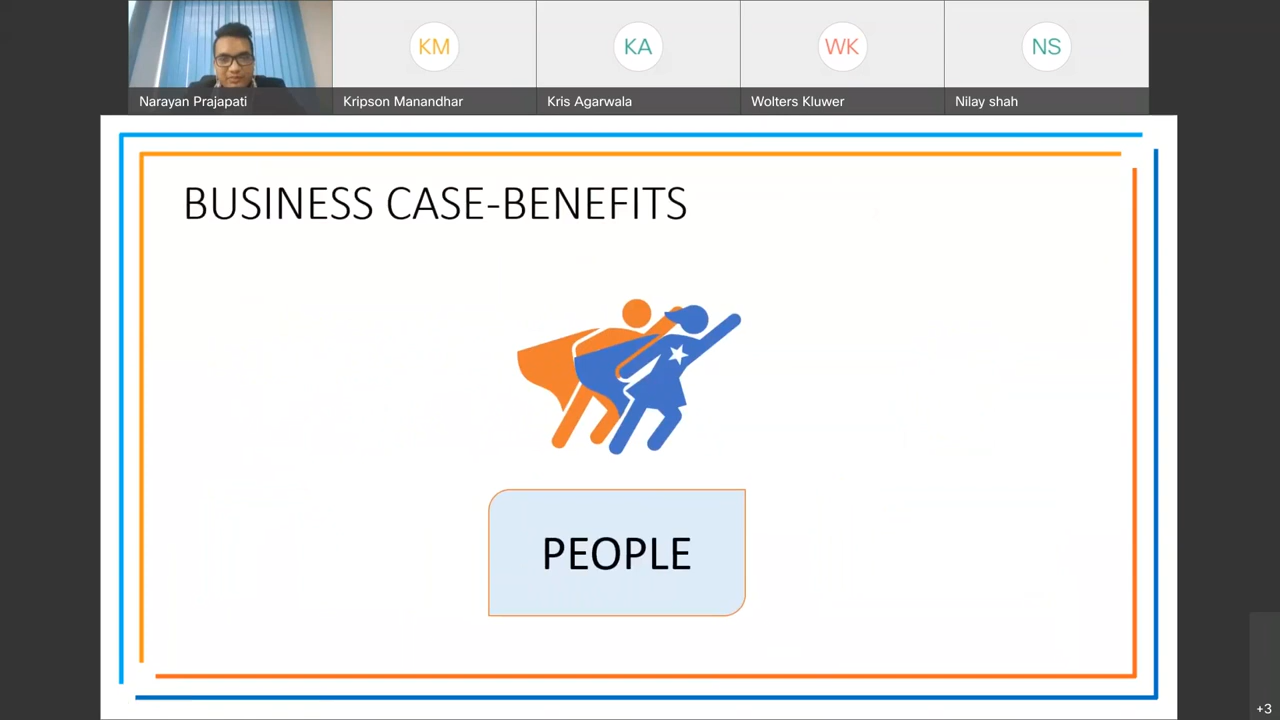 KM
KA
WK
NS
Narayan Prajapati
Kripson Manandhar
Kris Agarwala
Wolters Kluwer
Nilay shah
BUSINESS CASE-BENEFITS
PEOPLE
+3